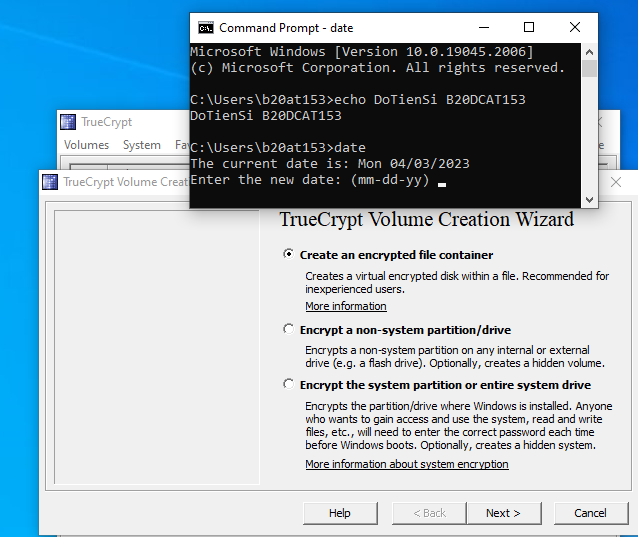 Command Prompt - date
Microsoft Windows [Version 10.0.19045.2006]
(c) Microsoft Corporation. All rights reserved.
C:\Users\b20at153>echo DoTienSi B20DCAT153
DoTienSi B20DCAT153
C:\Users\b20at153>date
The current date is: Mon 04/03/2023
Enter the new date: (mm-dd-yy)
TrueCrypt
Volumes System
TrueCrypt Volume
TrueCrypt Volume Creation Wizard
Create an encrypted file container
Creates a virtual encrypted disk within a file. Recommended for
inexperienced users.
More information
Encrypt a non-system partition/drive
Encrypts a non-system partition on any internal or external
drive (e.g. a flash drive). Optionally, creates a hidden volume.
Encrypt the system partition or entire system drive
Encrypts the partition/drive where Windows is installed. Anyone
who wants to gain access and use the system, read and write
files, etc., will need to enter the correct password each time
before Windows boots. Optionally, creates a hidden system.
More information about system encryption
Help < Back Next > Cancel